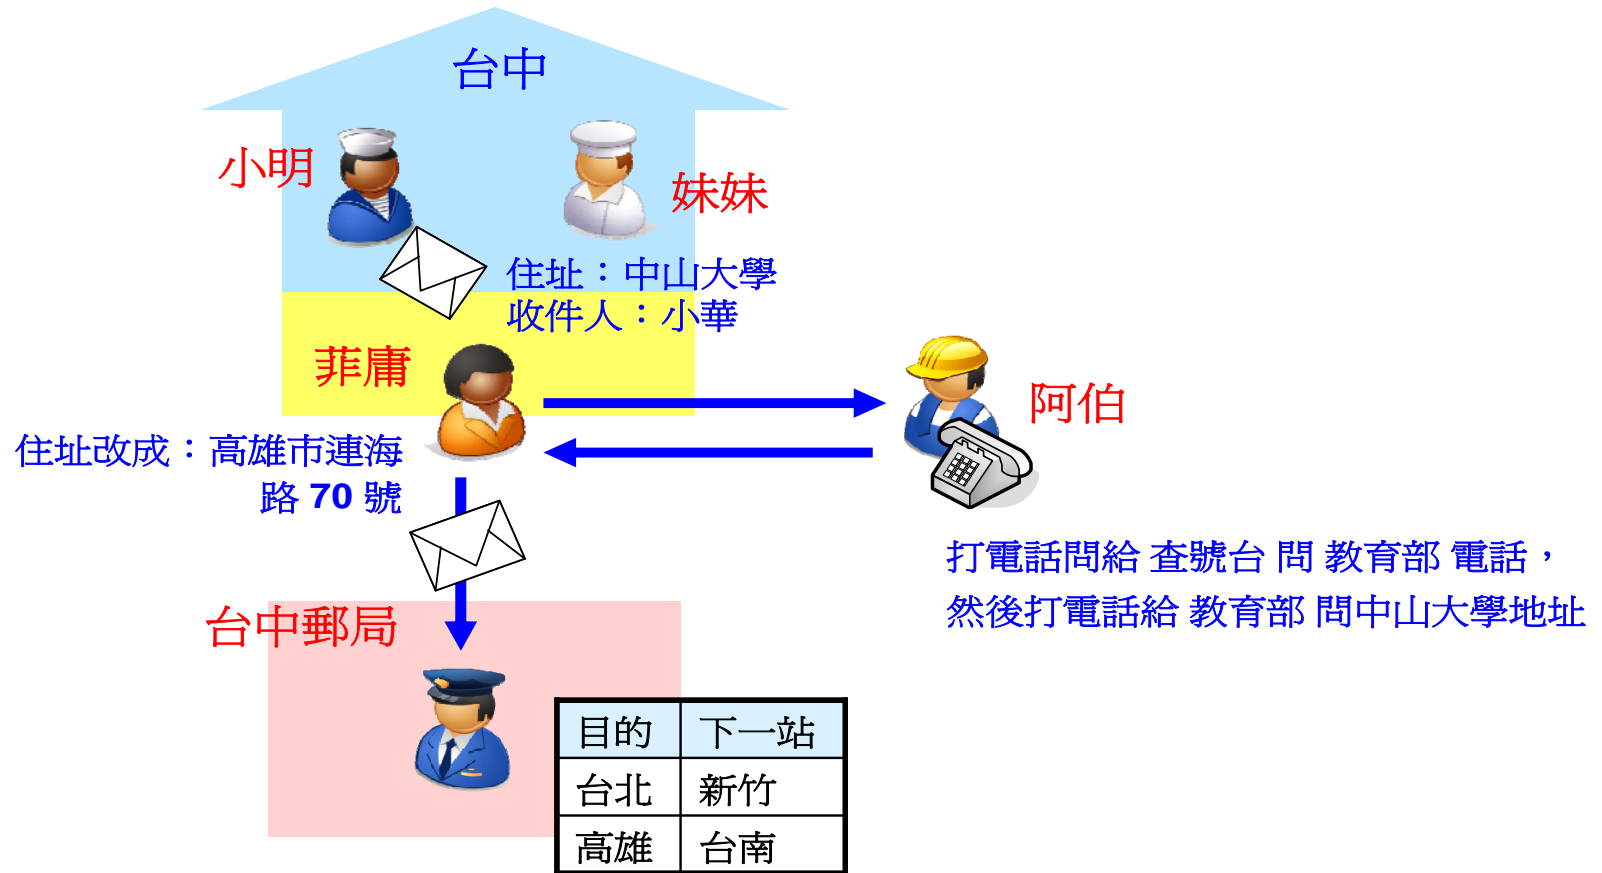 台中
小明
妹妹
住址：中山大學
收件人：小華
菲庸
阿伯
住址改成：高雄市連海
路 70 號
打電話問給 查號台 問 教育部 電話，
然後打電話給 教育部 問中山大學地址
台中郵局
目的 下一站
台北 新竹
高雄 台南